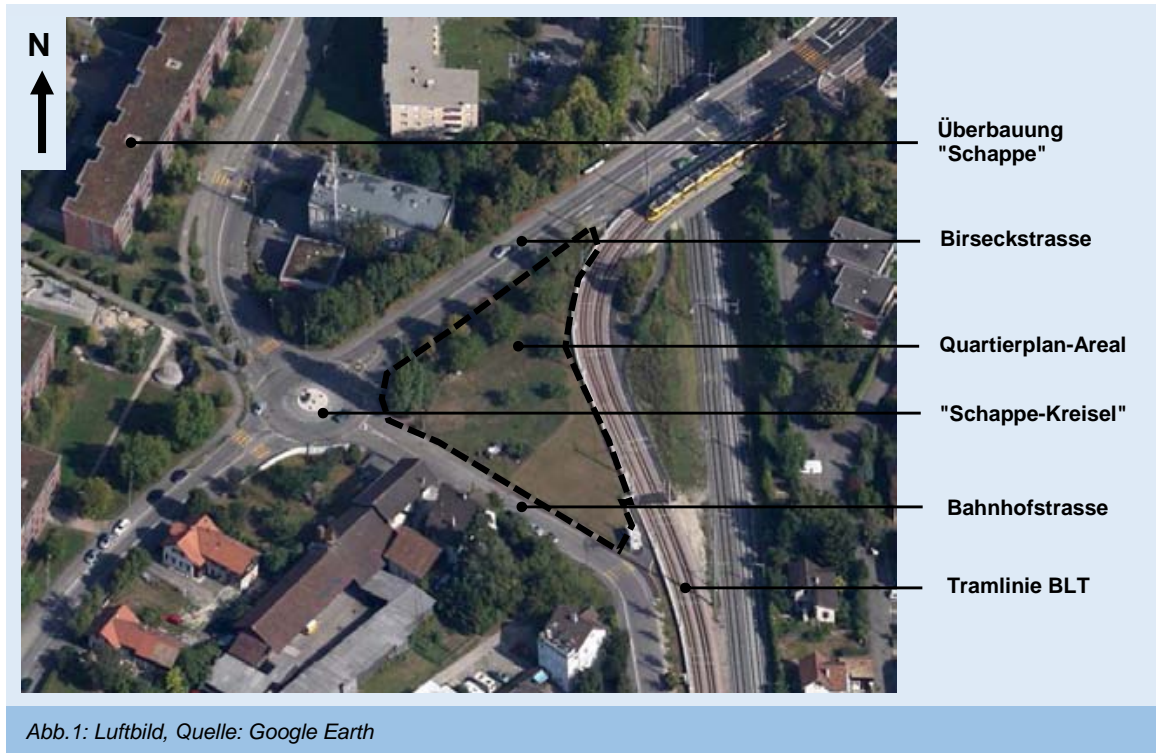 N
Überbauung
"Schappe"
Birseckstrasse
Quartierplan-Areal
"Schappe-Kreisel"
Bahnhofstrasse
Tramlinie BLT
Abb.1: Luftbild, Quelle: Google Earth